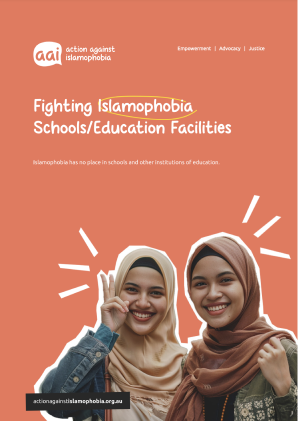 aai
action against
islamophobia
Empowerment | Advocacy | Justice
Fighting Islamophobia
Schools/Education Facilities
Islamophobia has no place in schools and other institutions of education.
actionagainstislamophobia.org.au